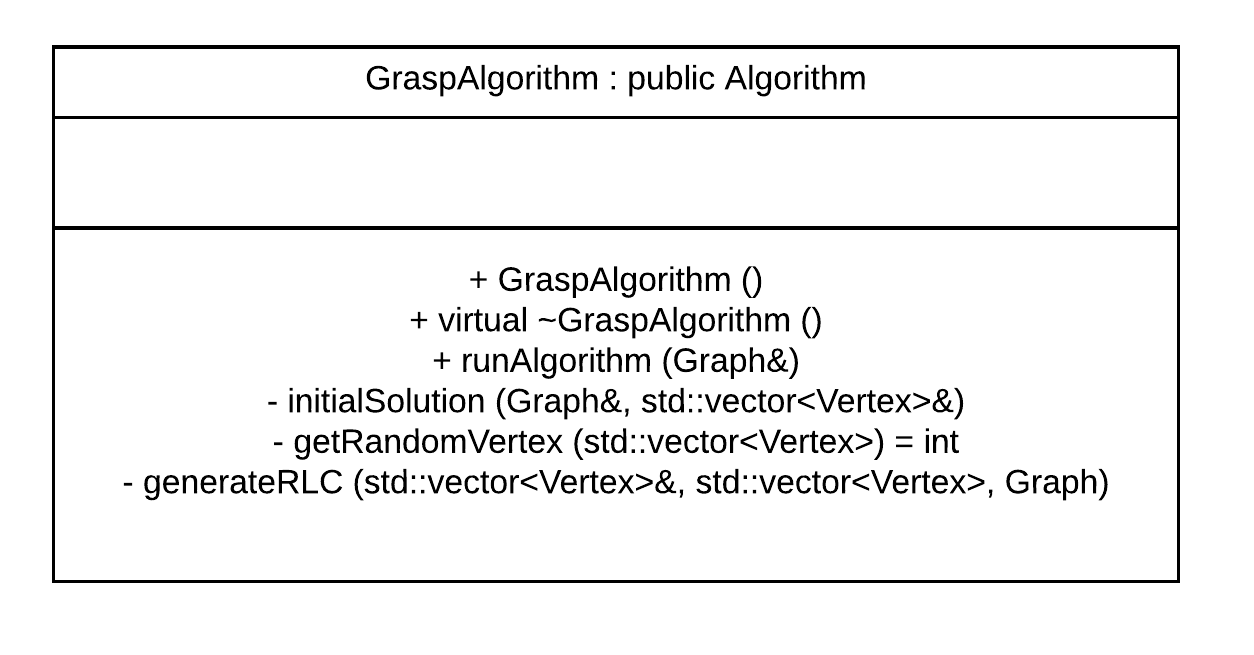 GraspAlgorithm : public Algorithm
+ GraspAlgorithm ()
+ virtual ~GraspAlgorithm ()
+ runAlgorithm (Graph&)
- initialSolution (Graph&, std::vector<Vertex>&)
- getRandomVertex (std::vector<Vertex>) = int
- generateRLC (std::vector<Vertex>&, std::vector<Vertex>, Graph)